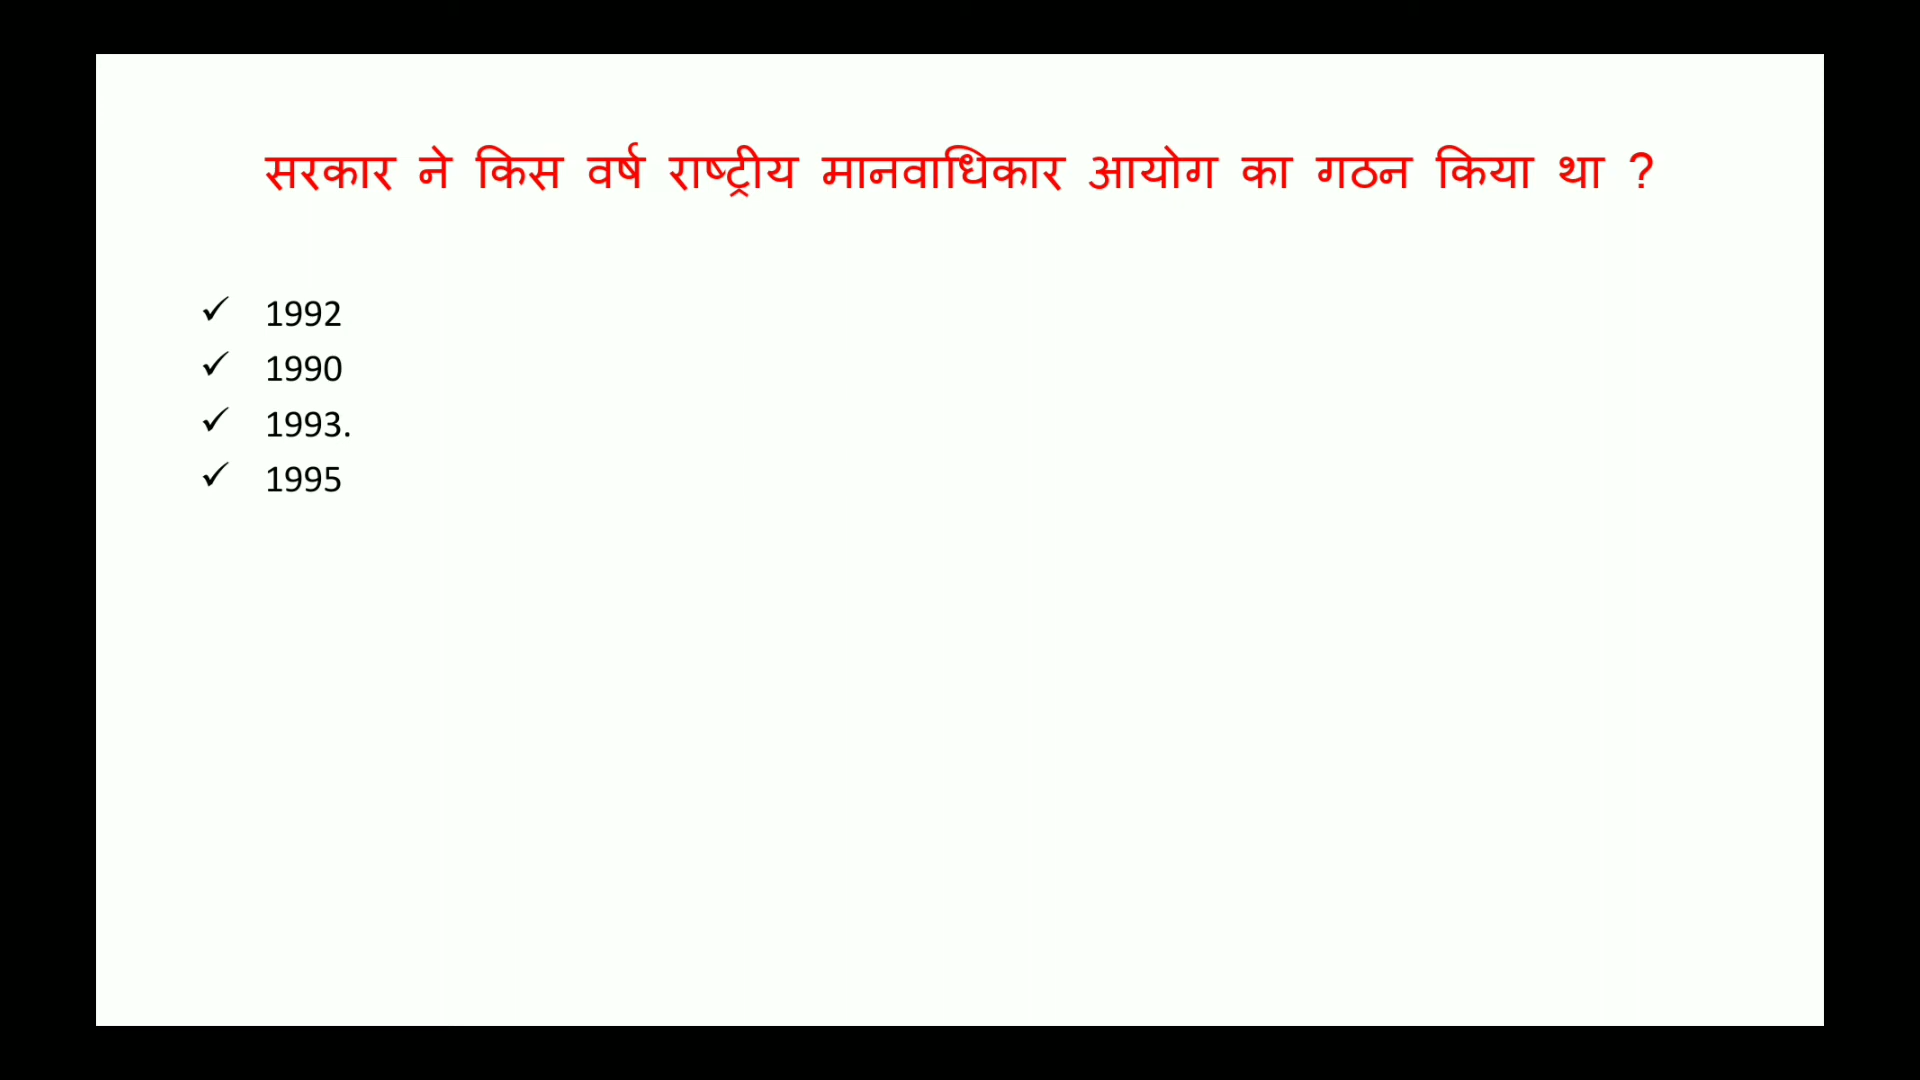 सरकार ने किस वर्ष राष्ट्रीय मानवाधिकार आयोग का गठन किया था ?
✓ 1992
✓ 1990
✓ 1993.
✓ 1995